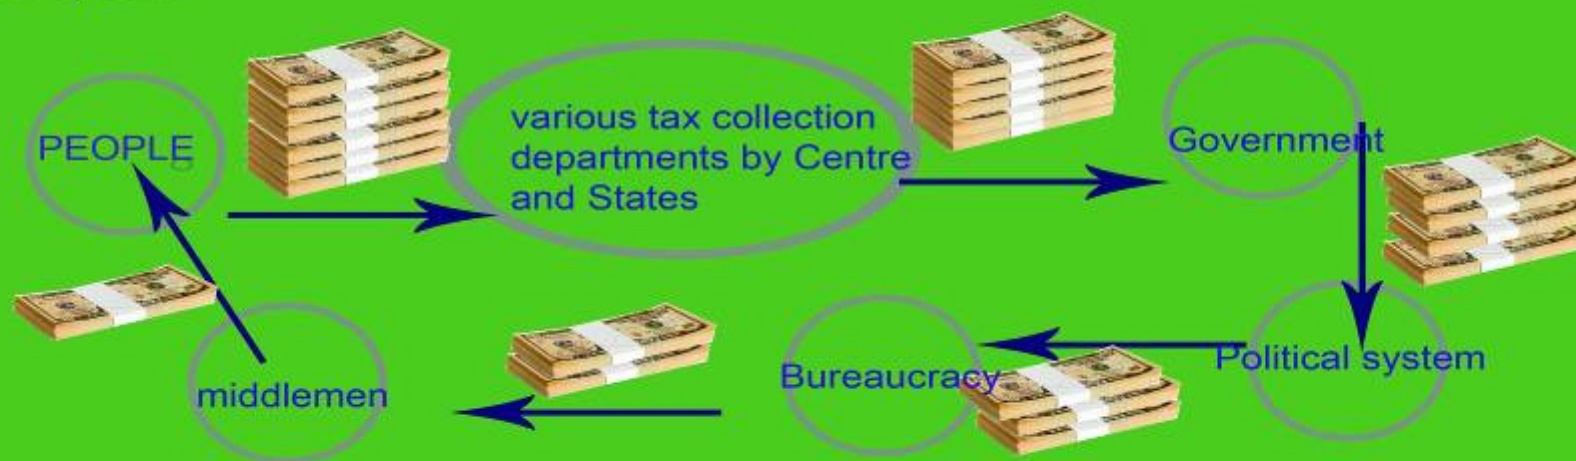 PEOPLE
various tax collection
departments by Centre
and States
Government
Political system
Bureaucracy
middlemen